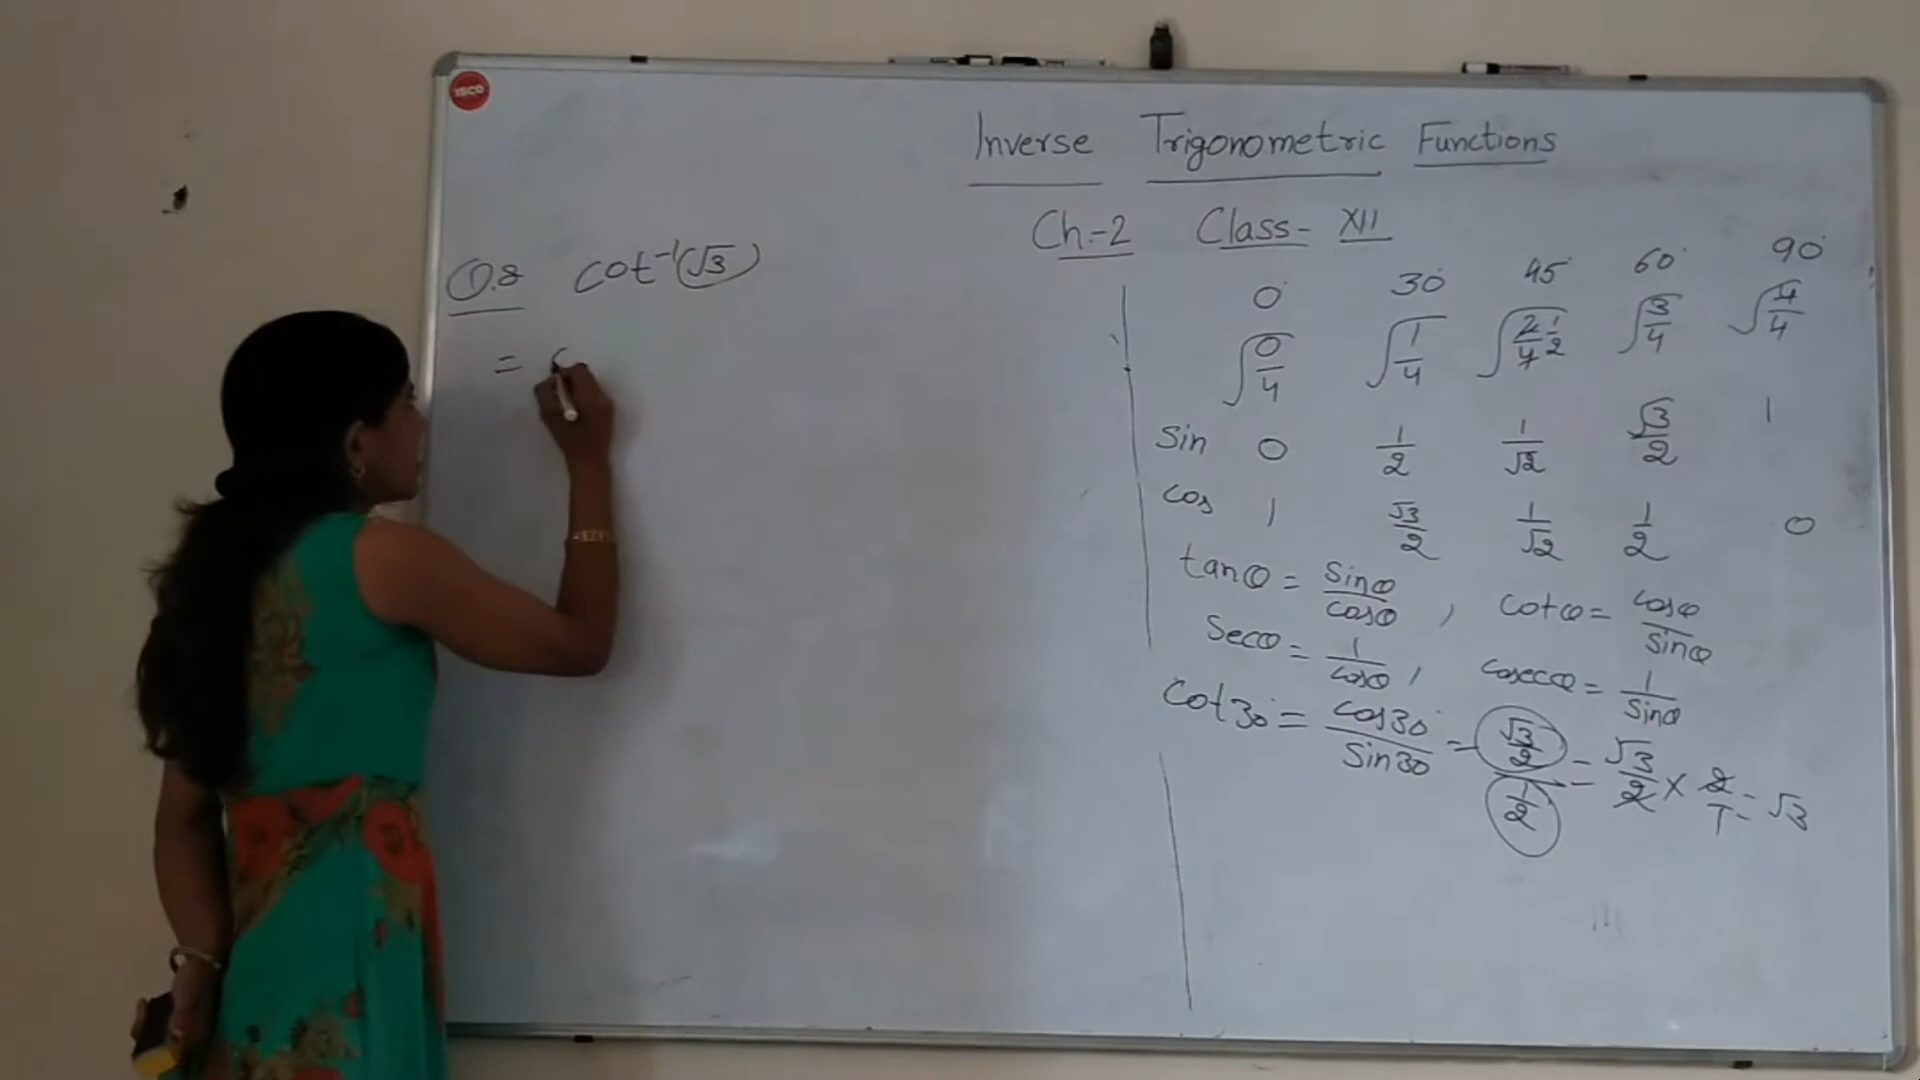 ISCO
Inverse Trigonometric Functions
Ch.-2 Class- XII
Q.8 cot⁻¹(√3)
=
0° 30° 45° 60° 90°
√0/4 √1/4 √2/4 1/2 √3/4 √4/4
sin 0 1/2 1/√2 √3/2 1
cos 1 √3/2 1/√2 1/2 0
tanθ = sinθ/cosθ , cotθ = cosθ/sinθ
Secθ = 1/cosθ , cosecθ = 1/sinθ
Cot30° = cos30°/Sin30 = (√3/2)/(1/2) = √3/2 × 2/1 = √3